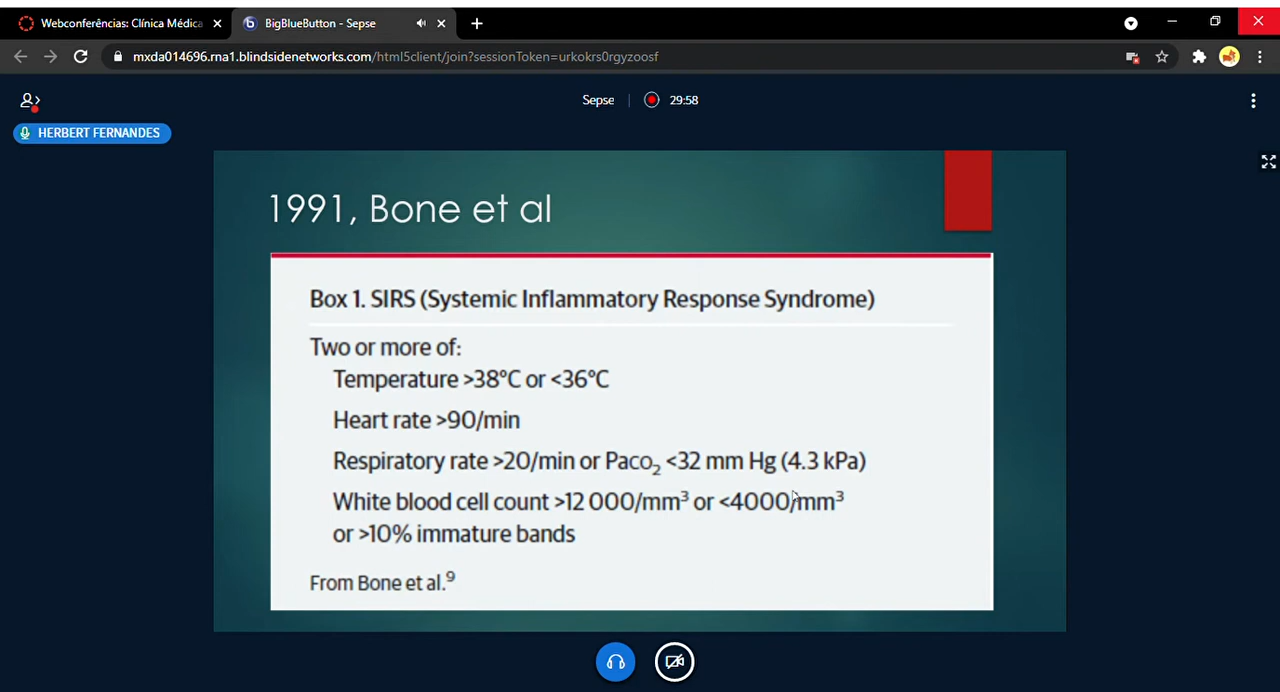 Webconferências: Clínica Médica
BigBlueButton - Sepse
mxda014696.rna1.blindsidenetworks.com/html5client/join?sessionToken=urkokrs0rgyzoosf
Sepse
29:58
HERBERT FERNANDES
1991, Bone et al
Box 1. SIRS (Systemic Inflammatory Response Syndrome)
Two or more of:
Temperature >38°C or <36°C
Heart rate >90/min
Respiratory rate >20/min or Paco₂ <32 mm Hg (4.3 kPa)
White blood cell count >12 000/mm³ or <4000/mm³
or >10% immature bands
From Bone et al.⁹